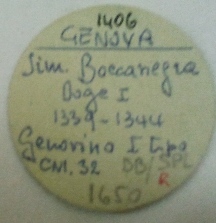 1406
GENOVA
Sim. Boccanegra
Doge I
1339-1344
Genovino I tipo
CNI. 32 DB/SPL
R
1650